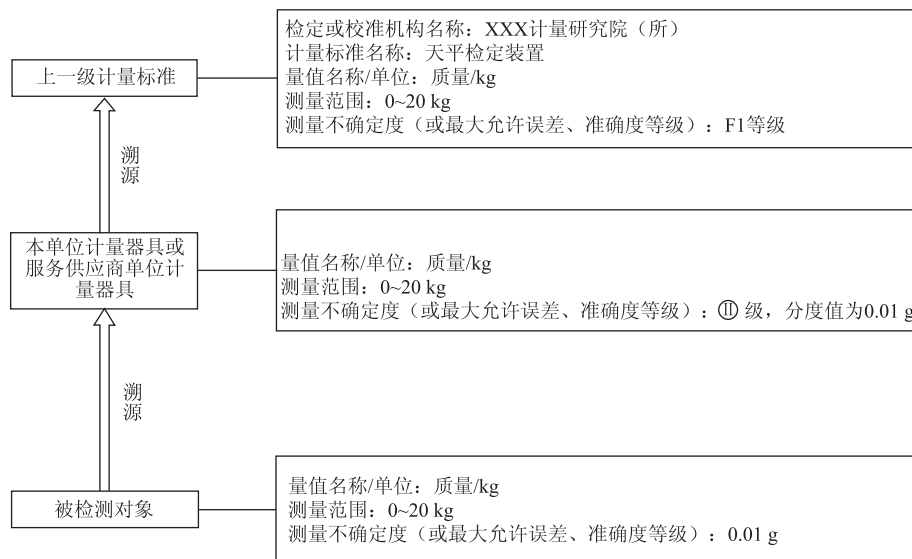 检定或校准机构名称：XXX计量研究院（所）
计量标准名称：天平检定装置
上一级计量标准
量值名称/单位：质量/kg
测量范围：0~20 kg
测量不确定度（或最大允许误差、准确度等级）：F1等级
溯
源
本单位计量器具或
服务供应商单位计
量器具
量值名称/单位：质量/kg
测量范围：0~20 kg
测量不确定度（或最大允许误差、准确度等级）：Ⅱ 级，分度值为0.01 g
溯
源
被检测对象
量值名称/单位：质量/kg
测量范围：0~20 kg
测量不确定度（或最大允许误差、准确度等级）：0.01 g